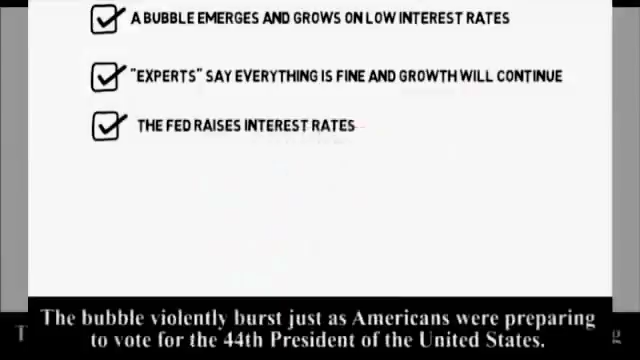 A BUBBLE EMERGES AND GROWS ON LOW INTEREST RATES
"EXPERTS" SAY EVERYTHING IS FINE AND GROWTH WILL CONTINUE
THE FED RAISES INTEREST RATES
The bubble violently burst just as Americans were preparing
to vote for the 44th President of the United States.